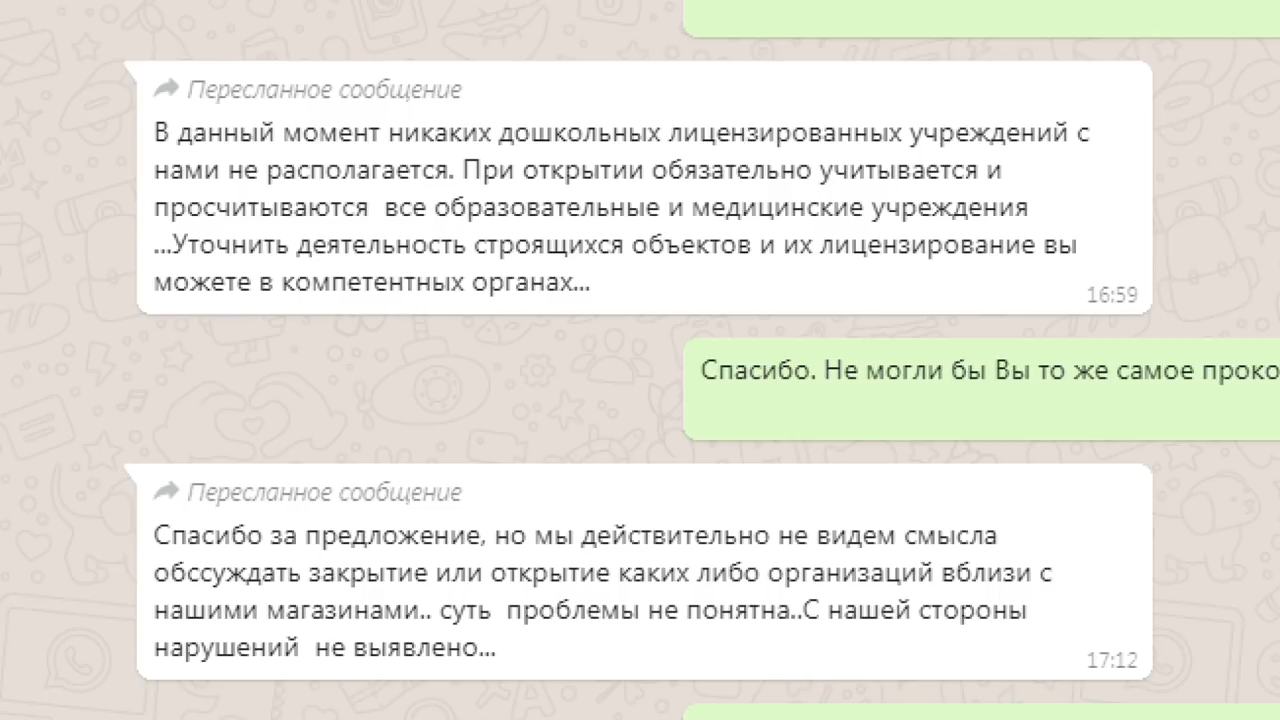 Пересланное сообщение
В данный момент никаких дошкольных лицензированных учреждений с
нами не располагается. При открытии обязательно учитывается и
просчитываются  все образовательные и медицинские учреждения
...Уточнить деятельность строящихся объектов и их лицензирование вы
можете в компетентных органах...
16:59
Спасибо. Не могли бы Вы то же самое проко
Пересланное сообщение
Спасибо за предложение, но мы действительно не видем смысла
обссуждать закрытие или открытие каких либо организаций вблизи с
нашими магазинами.. суть  проблемы не понятна..С нашей стороны
нарушений  не выявлено...
17:12